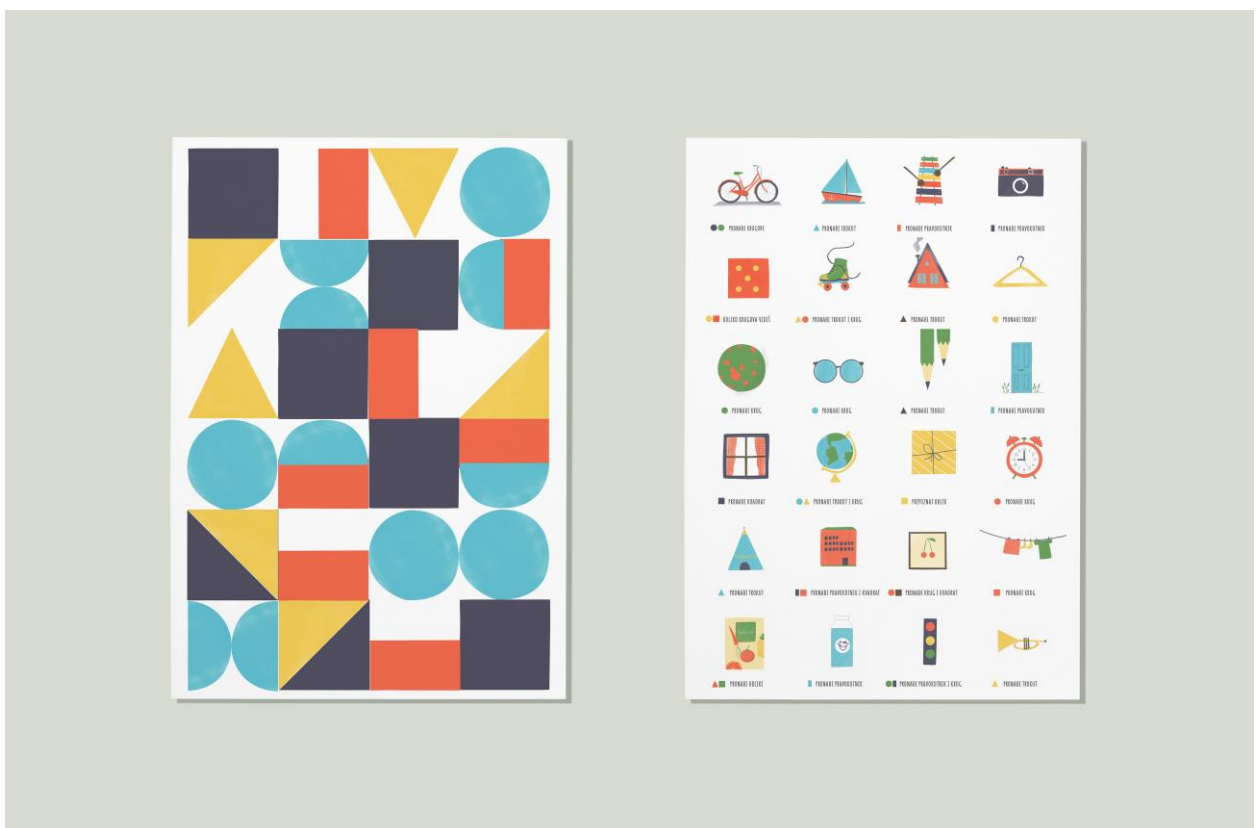 PRONAĐI KRUGOVE
PRONAĐI TROKUT
PRONAĐI PRAVOKUTNIK
PRONAĐI PRAVOKUTNIK
KOLIKO KRUGOVA VIDIŠ
PRONAĐI TROKUT I KRUG
PRONAĐI TROKUT
PRONAĐI TROKUT
PRONAĐI KRUG
PRONAĐI KRUG
PRONAĐI TROKUT
PRONAĐI PRAVOKUTNIK
PRONAĐI KVADRAT
PRONAĐI TROKUT I KRUG
PREPOZNAJ OBLIK
PRONAĐI KRUG
PRONAĐI TROKUT
PRONAĐI PRAVOKUTNIK I KVADRAT
PRONAĐI KRUG I KVADRAT
PRONAĐI KRUG
PRONAĐI OBLIKE
PRONAĐI PRAVOKUTNIK
PRONAĐI PRAVOKUTNIK I KRUG
PRONAĐI TROKUT